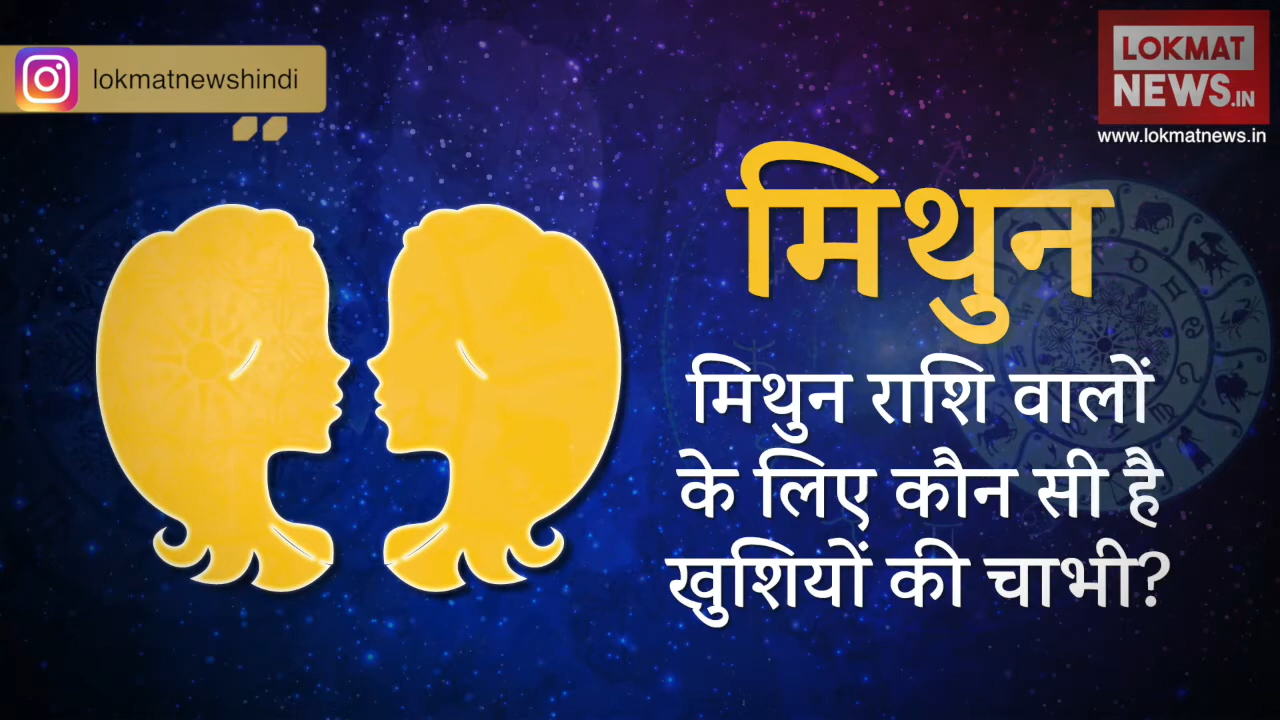 lokmatnewshindi
LOKMAT
NEWS.IN
www.lokmatnews.in
मिथुन
मिथुन राशि वालों
के लिए कौन सी है
खुशियों की चाभी?